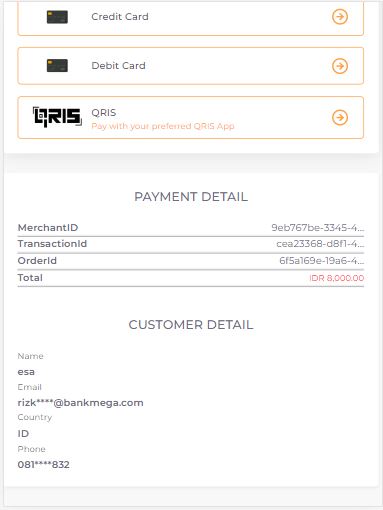 Credit Card
Debit Card
QRIS
QRIS
Pay with your preferred QRIS App
PAYMENT DETAIL
MerchantID 9eb767be-3345-4...
TransactionId cea23368-d8f1-4...
OrderId 6f5a169e-19a6-4...
Total IDR 8,000.00
CUSTOMER DETAIL
Name
esa
Email
rizk****@bankmega.com
Country
ID
Phone
081****832